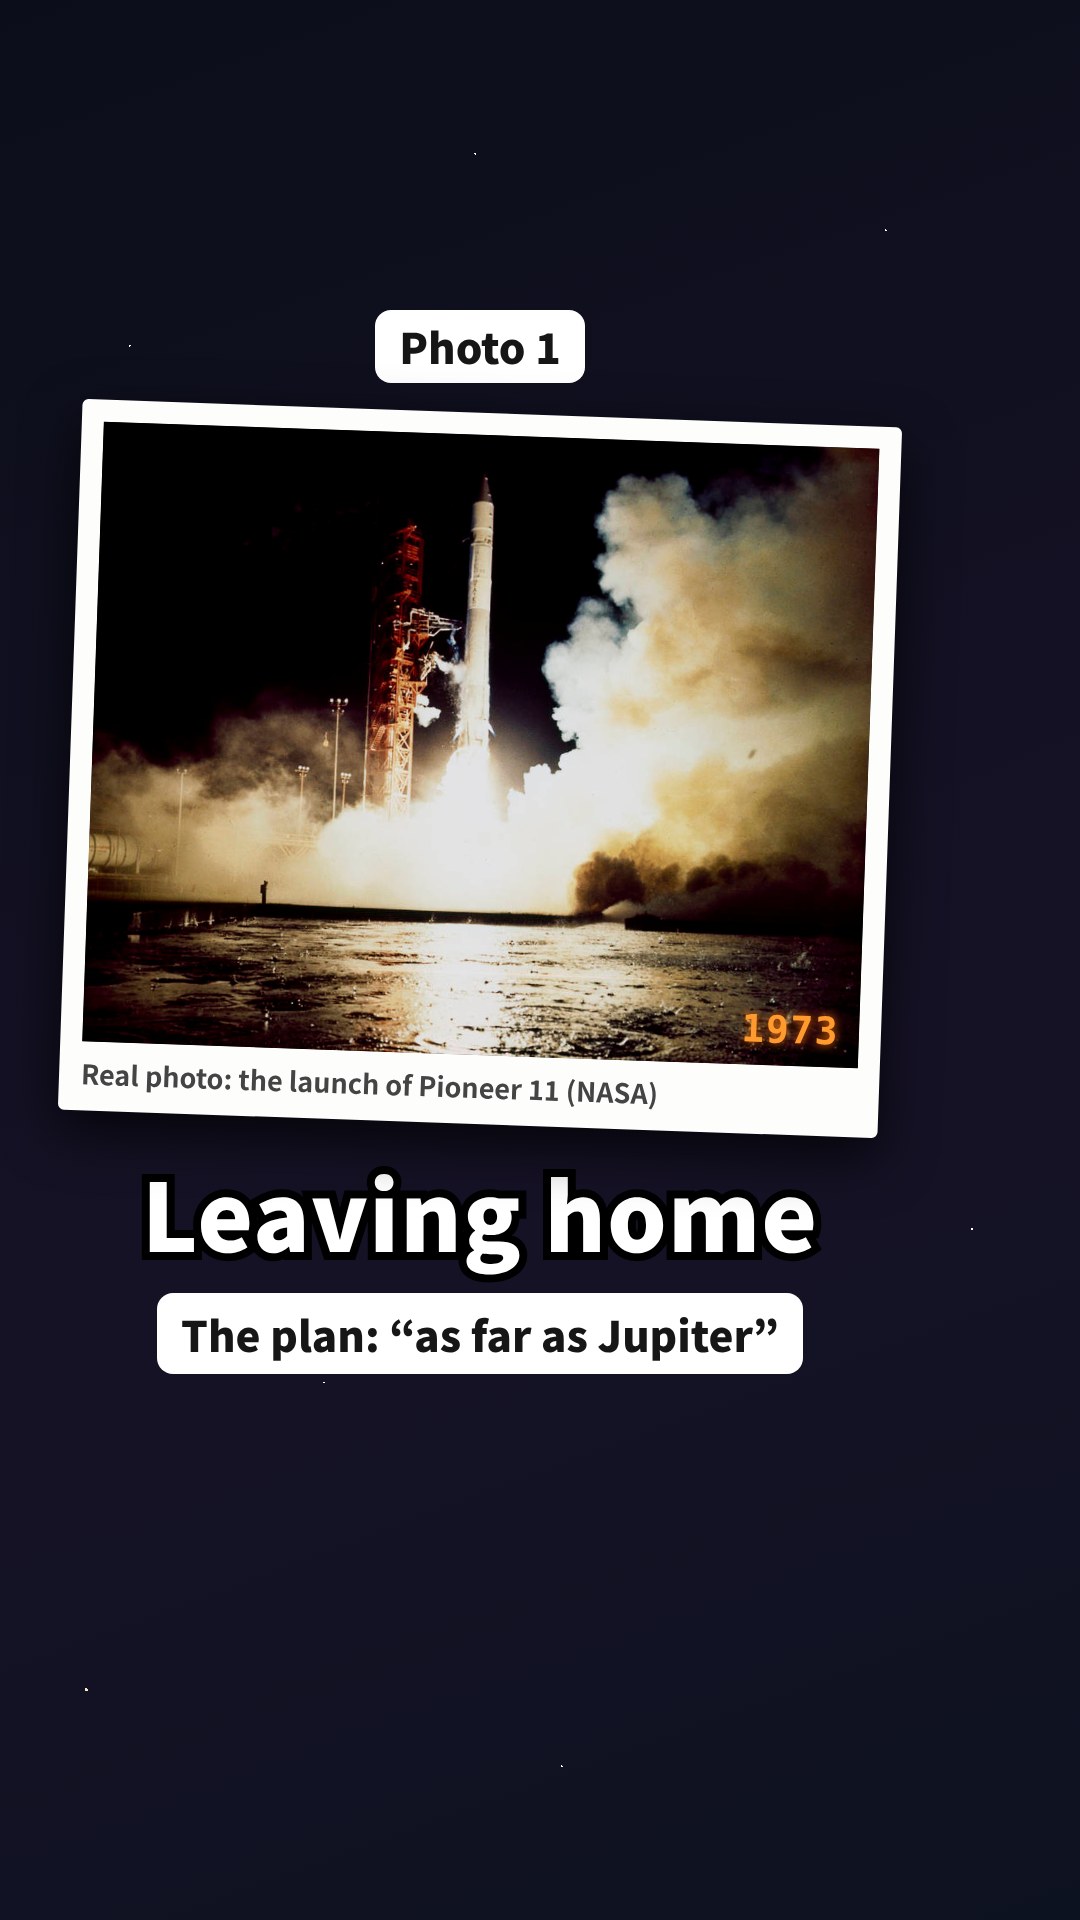 Photo 1
1973
Real photo: the launch of Pioneer 11 (NASA)
Leaving home
The plan: “as far as Jupiter”